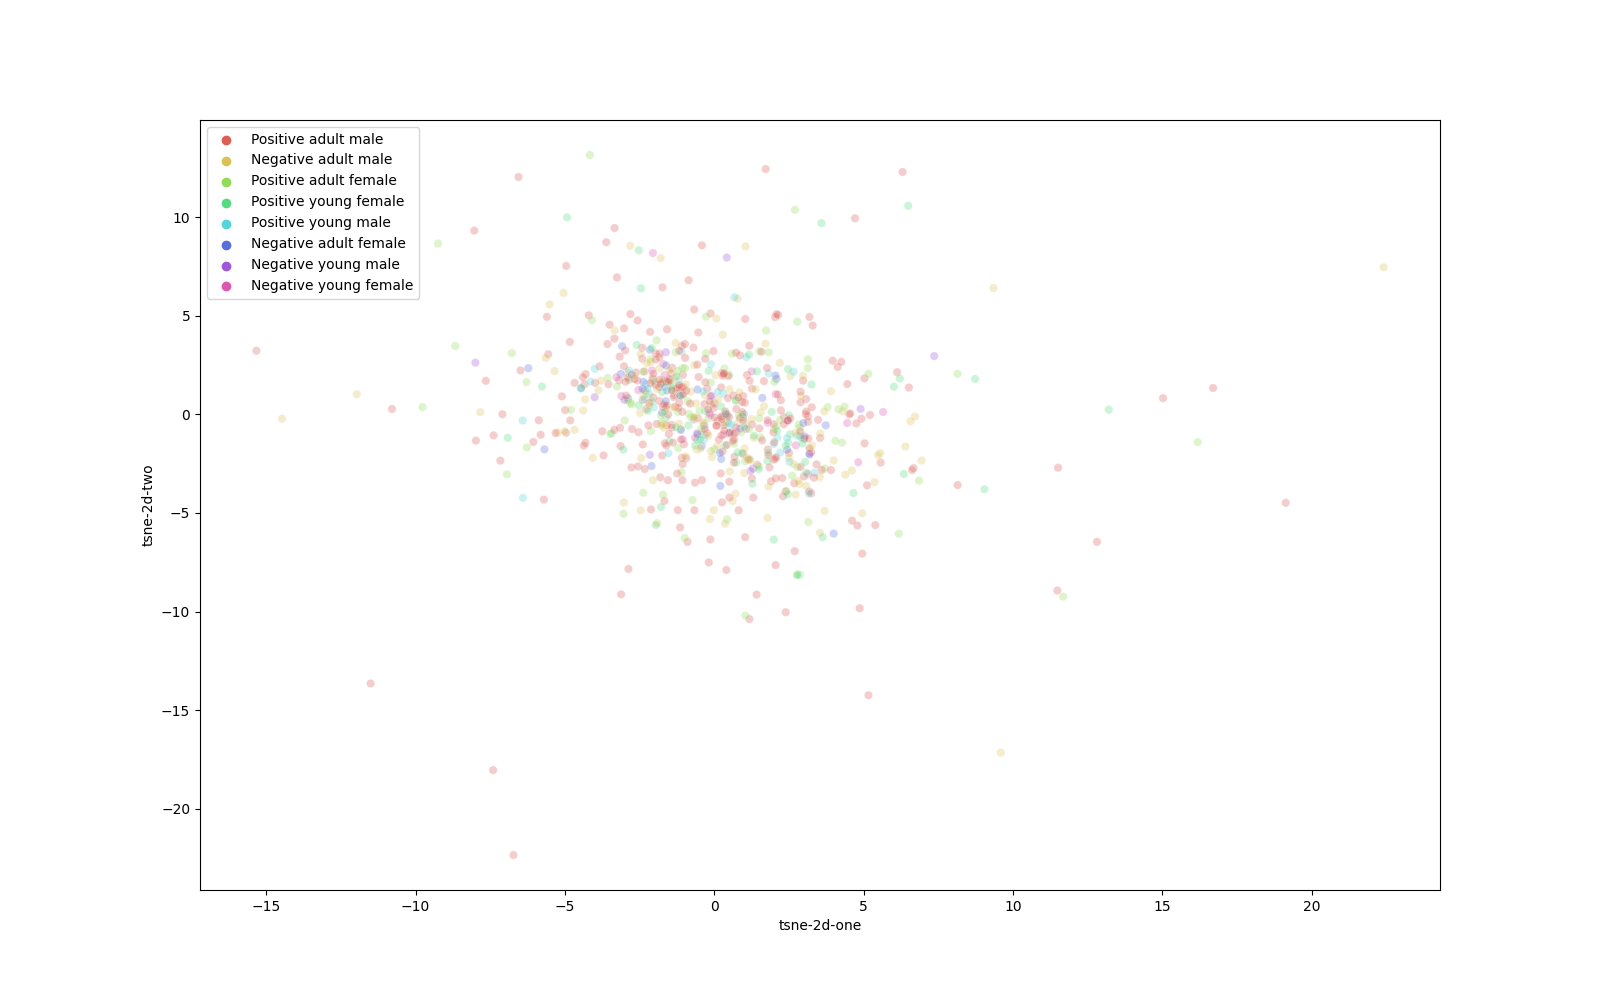 Positive adult male
Negative adult male
Positive adult female
Positive young female
Positive young male
Negative adult female
Negative young male
Negative young female
10
5
0
−5
−10
−15
−20
tsne-2d-two
−15
−10
−5
0
5
10
15
20
tsne-2d-one